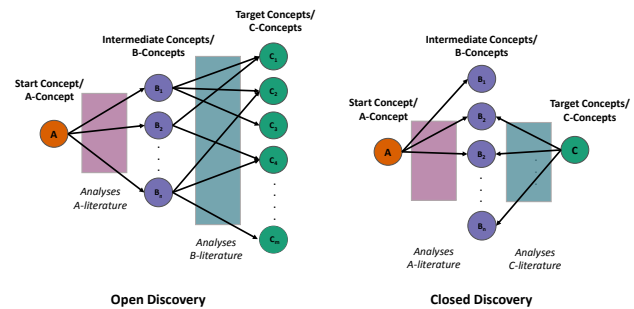 Target Concepts/
C-Concepts
Intermediate Concepts/
B-Concepts
Start Concept/
A-Concept
A
B1
B2
Bn
C1
C2
C3
C4
Cm
Analyses
A-literature
Analyses
B-literature
Open Discovery
Intermediate Concepts/
B-Concepts
Start Concept/
A-Concept
Target Concepts/
C-Concepts
A
B1
B2
B2
Bn
C
Analyses
A-literature
Analyses
C-literature
Closed Discovery